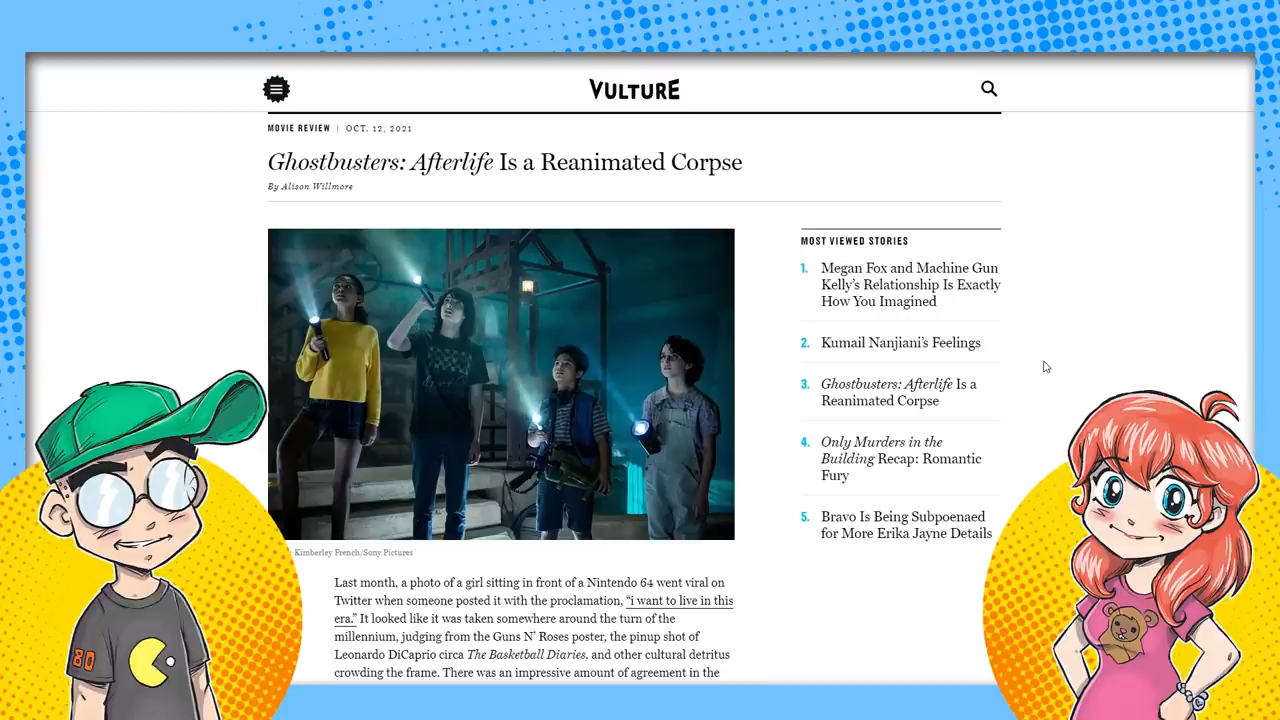 VULTURE
MOVIE REVIEW | OCT. 12, 2021
Ghostbusters: Afterlife Is a Reanimated Corpse
By Alison Willmore
Kimberley French/Sony Pictures
Last month, a photo of a girl sitting in front of a Nintendo 64 went viral on
Twitter when someone posted it with the proclamation, “i want to live in this
era.” It looked like it was taken somewhere around the turn of the
millennium, judging from the Guns N’ Roses poster, the pinup shot of
Leonardo DiCaprio circa The Basketball Diaries, and other cultural detritus
crowding the frame. There was an impressive amount of agreement in the
MOST VIEWED STORIES
1. Megan Fox and Machine Gun
Kelly’s Relationship Is Exactly
How You Imagined
2. Kumail Nanjiani’s Feelings
3. Ghostbusters: Afterlife Is a
Reanimated Corpse
4. Only Murders in the
Building Recap: Romantic
Fury
5. Bravo Is Being Subpoenaed
for More Erika Jayne Details
80